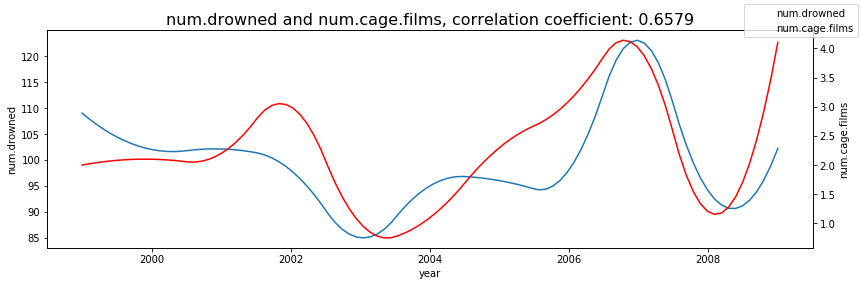 num.drowned and num.cage.films, correlation coefficient: 0.6579
num.drowned
num.cage.films
120
115
110
105
100
95
90
85
num.drowned
4.0
3.5
3.0
2.5
2.0
1.5
1.0
num.cage.films
2000 2002 2004 2006 2008
year